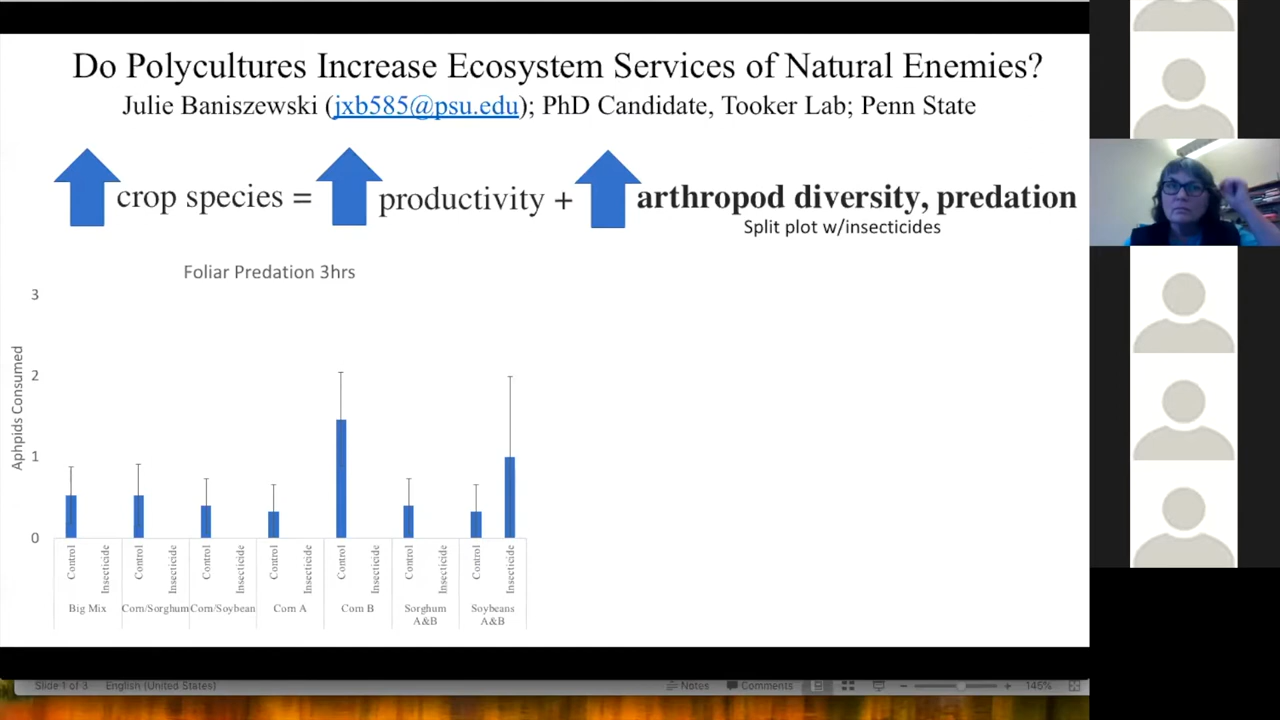 Do Polycultures Increase Ecosystem Services of Natural Enemies?
Julie Baniszewski (jxb585@psu.edu); PhD Candidate, Tooker Lab; Penn State
crop species = productivity + arthropod diversity, predation
Split plot w/insecticides
Foliar Predation 3hrs
3
2
1
0
Aphpids Consumed
Control Insecticide Control Insecticide Control Insecticide Control Insecticide Control Insecticide Control Insecticide Control Insecticide
Big Mix Corn/Sorghum Corn/Soybean Corn A Corn B Sorghum A&B Soybeans A&B
Slide 1 of 3 English (United States) Notes Comments 145%